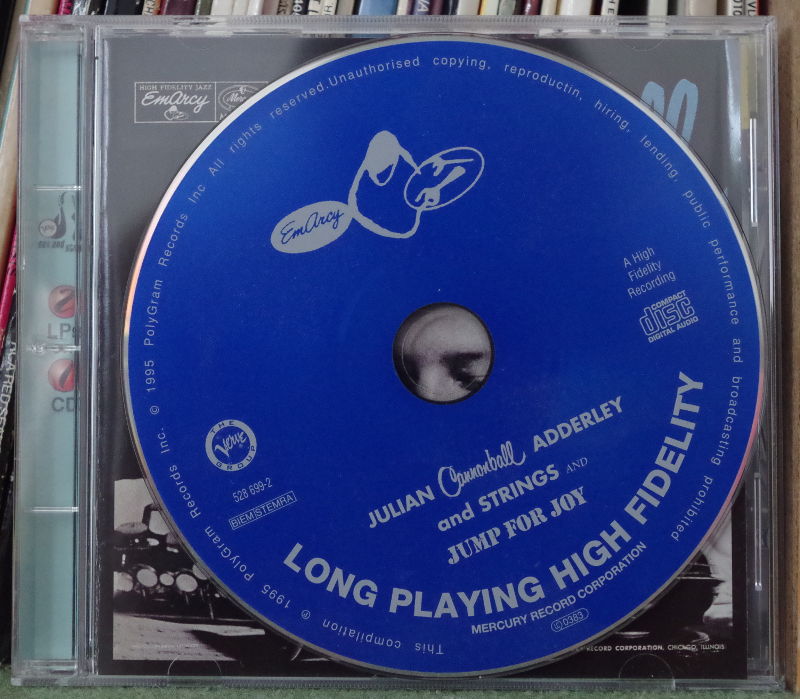 HIGH FIDELITY JAZZ
EmArcy
EmArcy
A High
Fidelity
Recording
COMPACT
disc
DIGITAL AUDIO
LPs
CD
THE
Verve
GROUP
528 699-2
BIEM/STEMRA
JULIAN Cannonball ADDERLEY
and STRINGS AND
JUMP FOR JOY
LONG PLAYING HIGH FIDELITY
MERCURY RECORD CORPORATION
0383
This compilation ℗ 1995 PolyGram Records Inc. © 1995 PolyGram Records Inc All rights reserved.Unauthorised copying, reproductin, hiring, lending, public performance and broadcasting prohibited
RECORD CORPORATION, CHICAGO, ILLINOIS